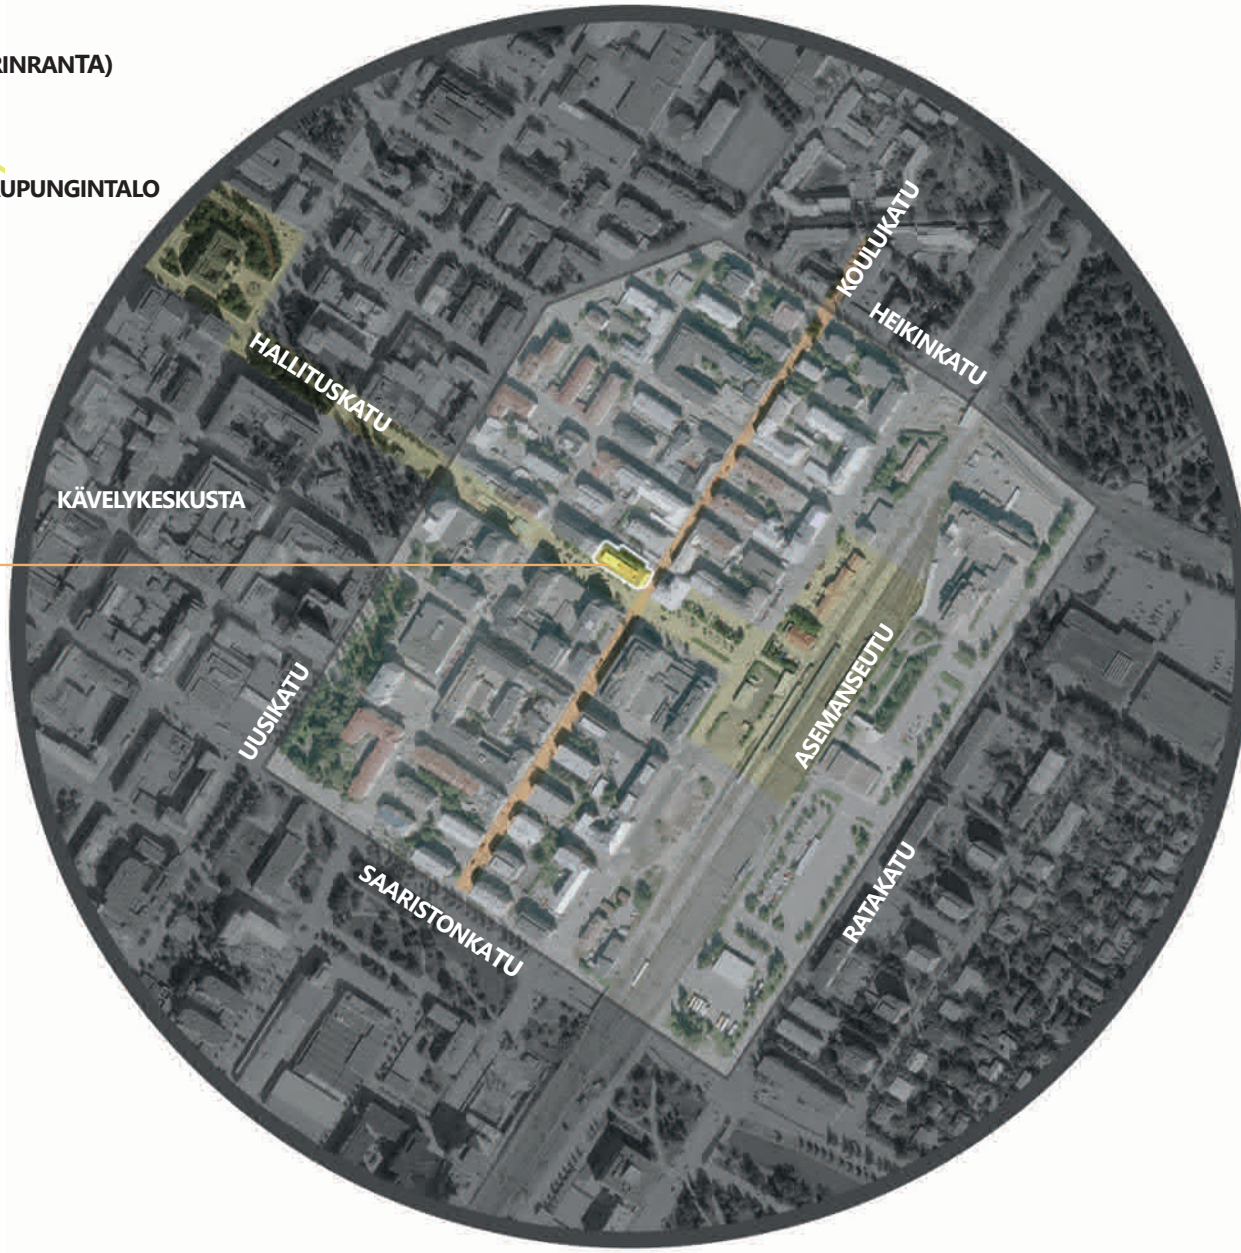 RINRANTA)
UPUNGINTALO
KOULUKATU
HEIKINKATU
HALLITUSKATU
KÄVELYKESKUSTA
UUSIKATU
ASEMANSEUTU
SAARISTONKATU
RATAKATU